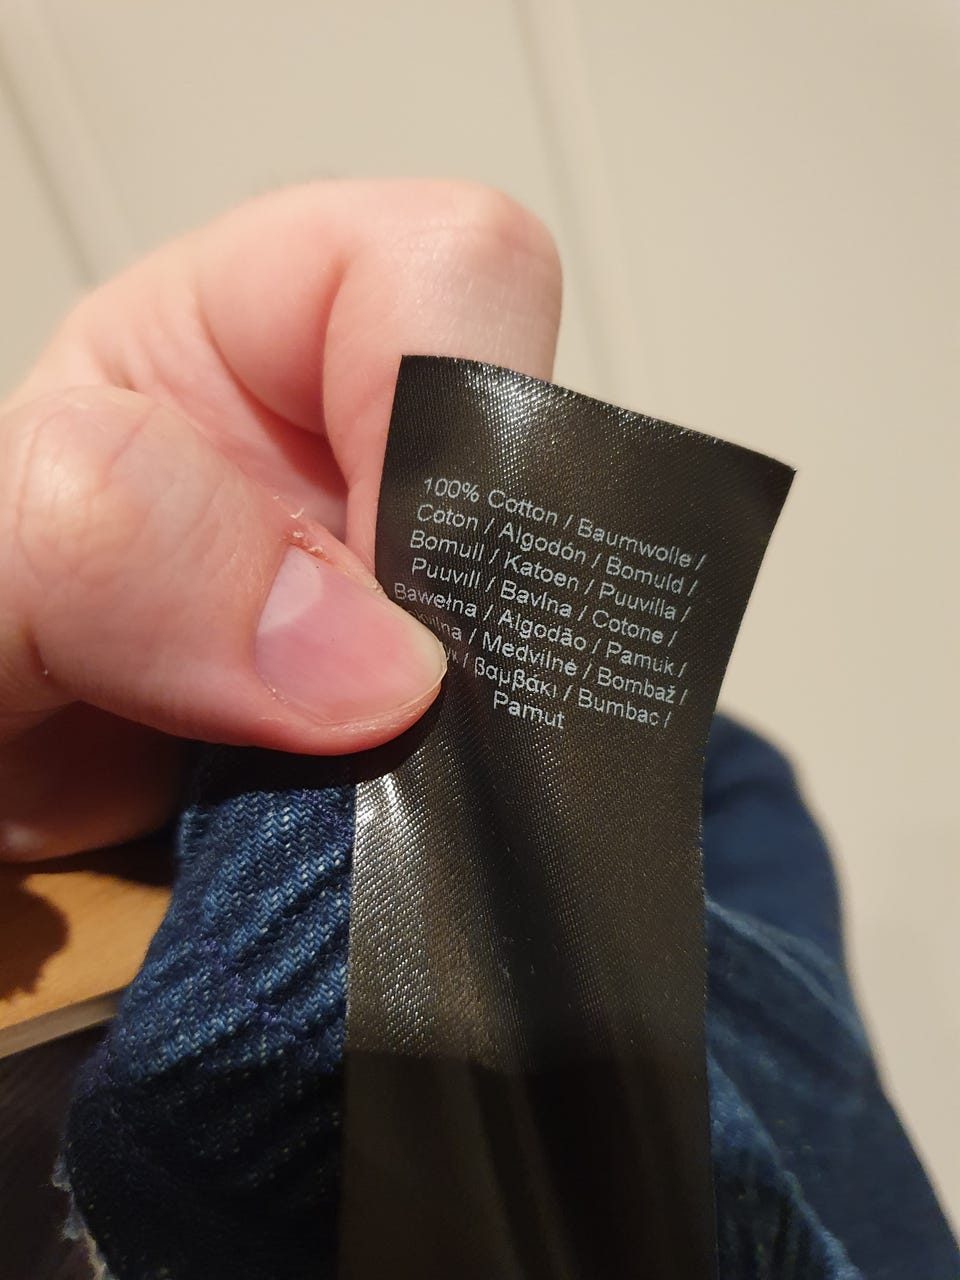 100% Cotton / Baumwolle /
Coton / Algodón / Bomuld /
Bomull / Katoen / Puuvilla /
Puuvill / Bavlna / Cotone /
Bawełna / Algodão / Pamuk /
/ Medvilnė / Bombaž /
/ βαμβάκι / Bumbac /
Pamut